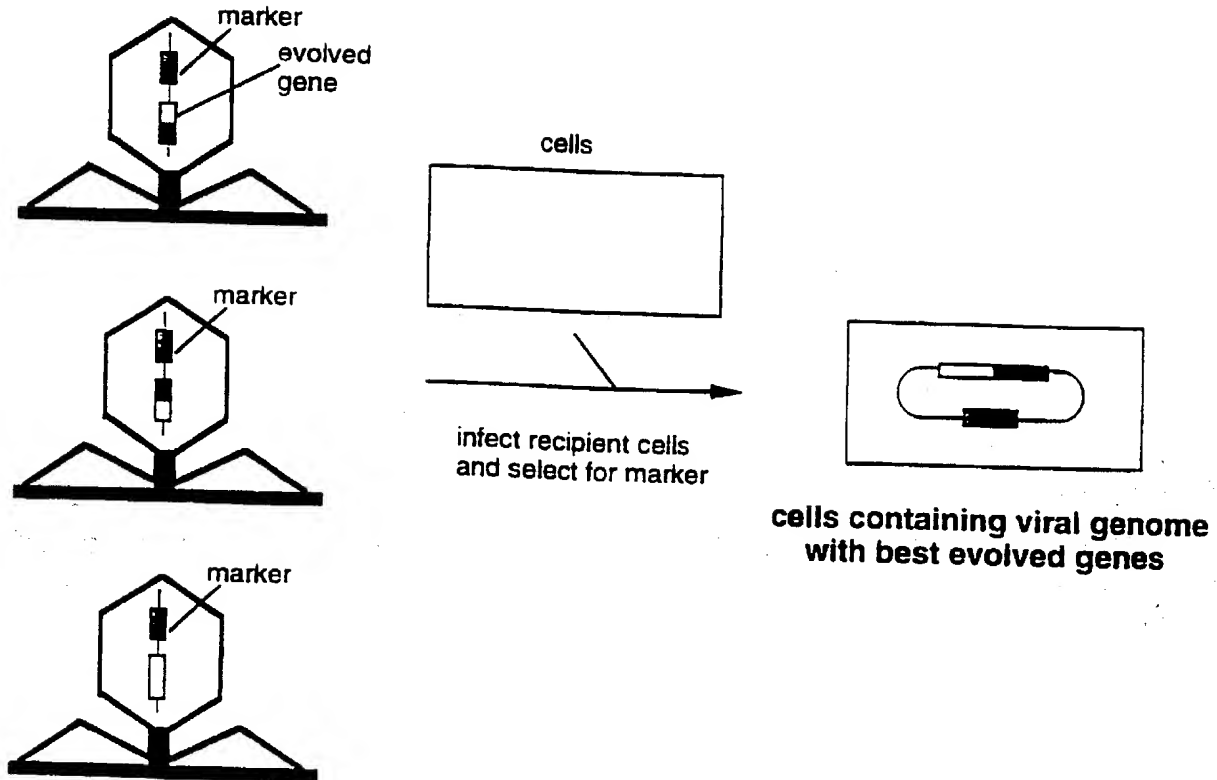 marker
evolved
gene
cells
marker
infect recipient cells
and select for marker
cells containing viral genome
with best evolved genes
marker